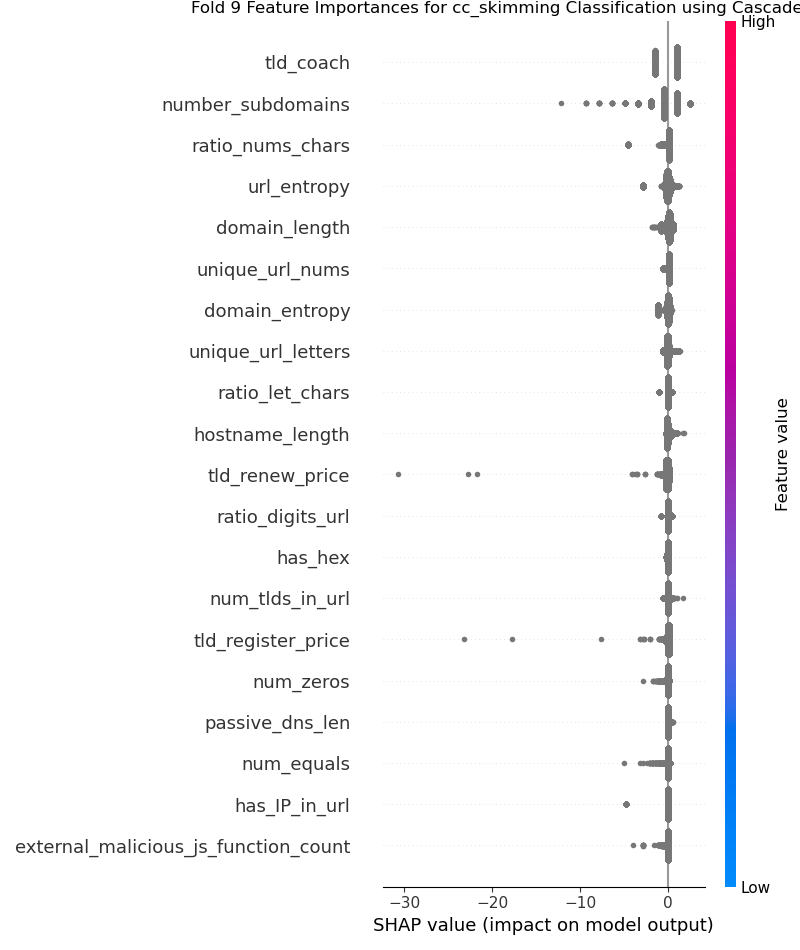 Fold 9 Feature Importances for cc_skimming Classification using Cascade
High
tld_coach
number_subdomains
ratio_nums_chars
url_entropy
domain_length
unique_url_nums
domain_entropy
unique_url_letters
ratio_let_chars
hostname_length
tld_renew_price
ratio_digits_url
has_hex
num_tlds_in_url
tld_register_price
num_zeros
passive_dns_len
num_equals
has_IP_in_url
external_malicious_js_function_count
Feature value
Low
−30 −20 −10 0
SHAP value (impact on model output)